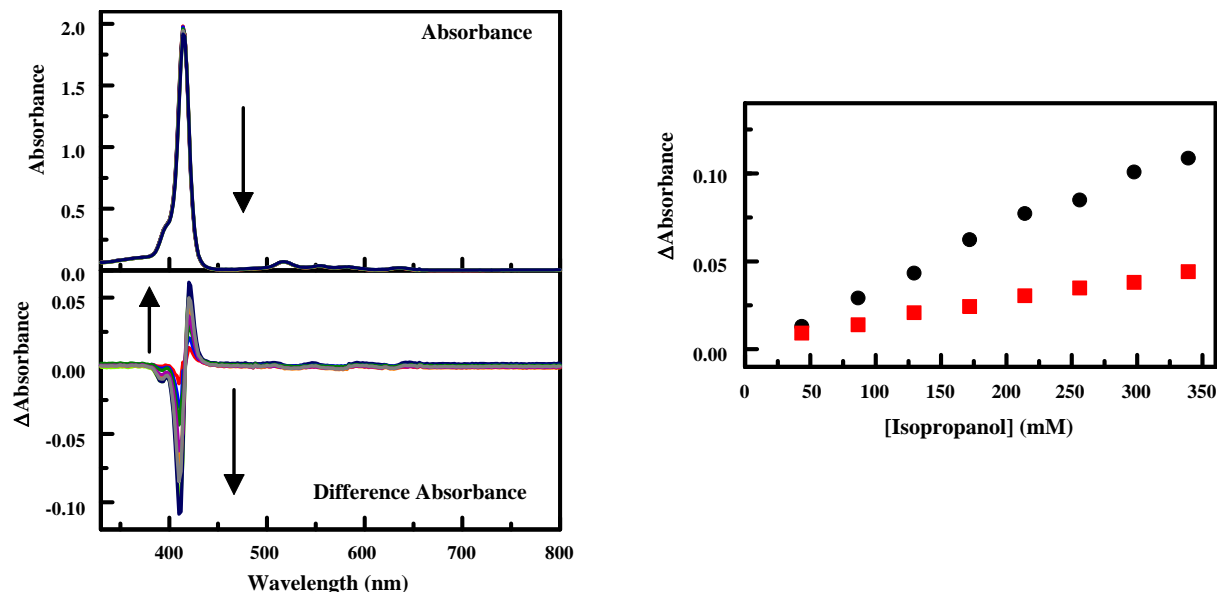 Absorbance
Absorbance
2.0
1.5
1.0
0.5
0.0
ΔAbsorbance
0.05
0.00
-0.05
-0.10
Difference Absorbance
400 500 600 700 800
Wavelength (nm)
ΔAbsorbance
0.10
0.05
0.00
0 50 100 150 200 250 300 350
[Isopropanol] (mM)